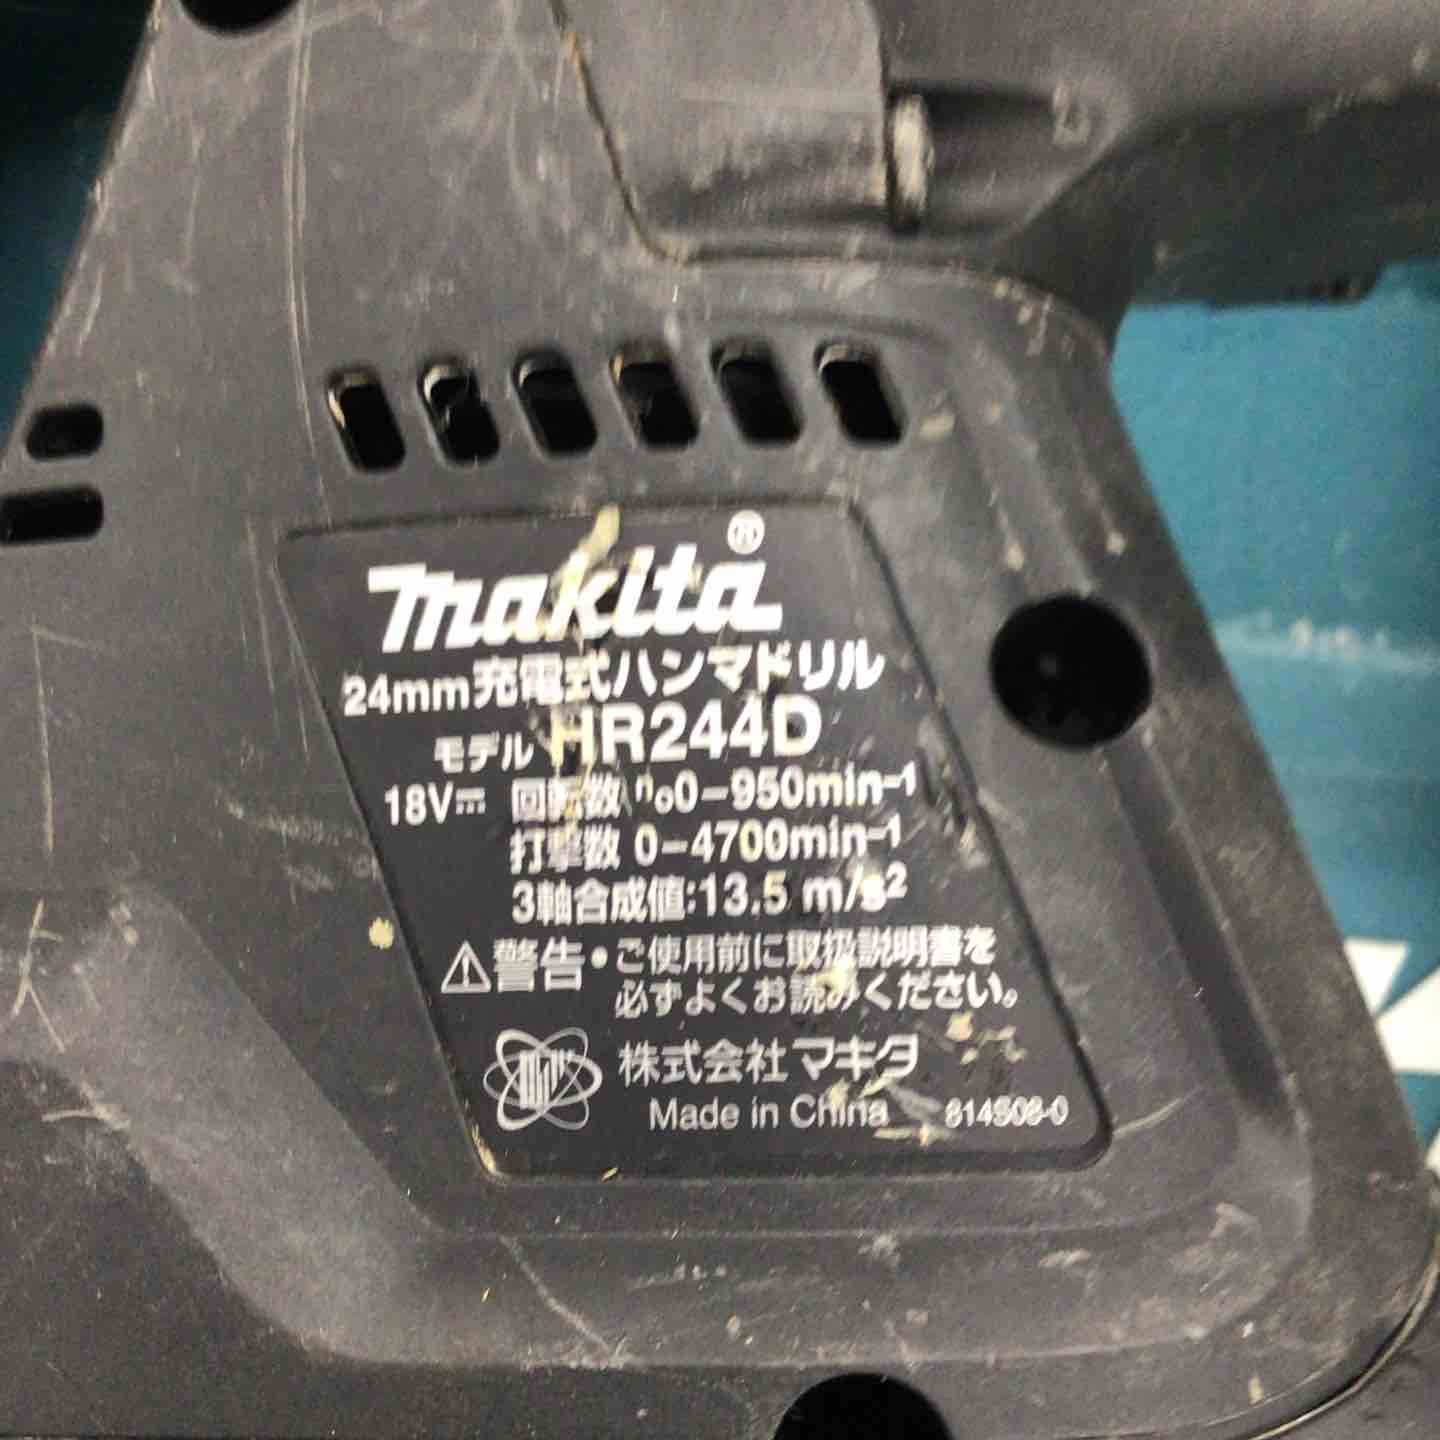 makita®
24mm充電式ハンマドリル
モデル HR244D
18V⎓ 回転数 n₀0-950min-1
打撃数 0-4700min-1
3軸合成値:13.5 m/s2
⚠警告・ご使用前に取扱説明書を
必ずよくお読みください。
株式会社マキタ
Made in China 814S08-0